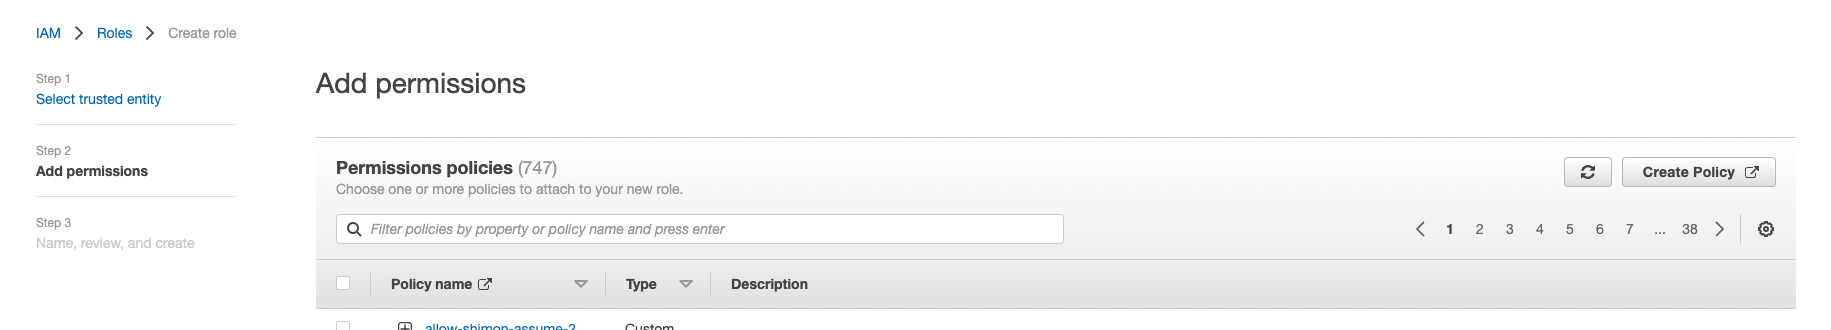 IAM > Roles > Create role
Step 1
Select trusted entity
Step 2
Add permissions
Step 3
Name, review, and create
Add permissions
Permissions policies (747)
Choose one or more policies to attach to your new role.
Create Policy
Filter policies by property or policy name and press enter
< 1 2 3 4 5 6 7 ... 38 >
Policy name Type Description
allow-shimon-assume-2 Custom